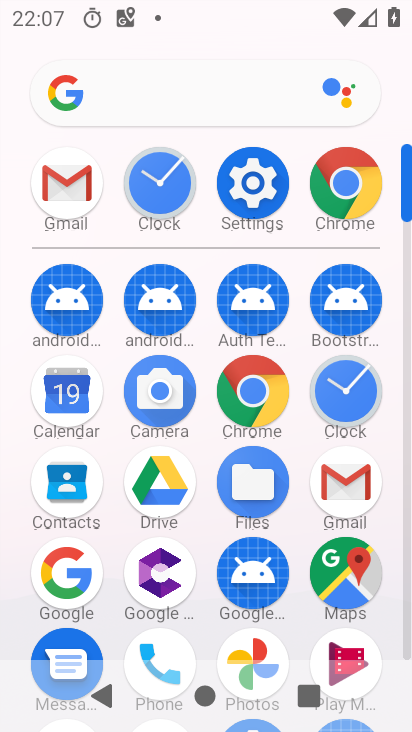 22:07
Gmail Clock Settings Chrome
android... android... Auth Te... Bootstr...
19
Calendar Camera Chrome Clock
Contacts Drive Files Gmail
Google Google ... Google... Maps
Messa... Phone Photos Play M...